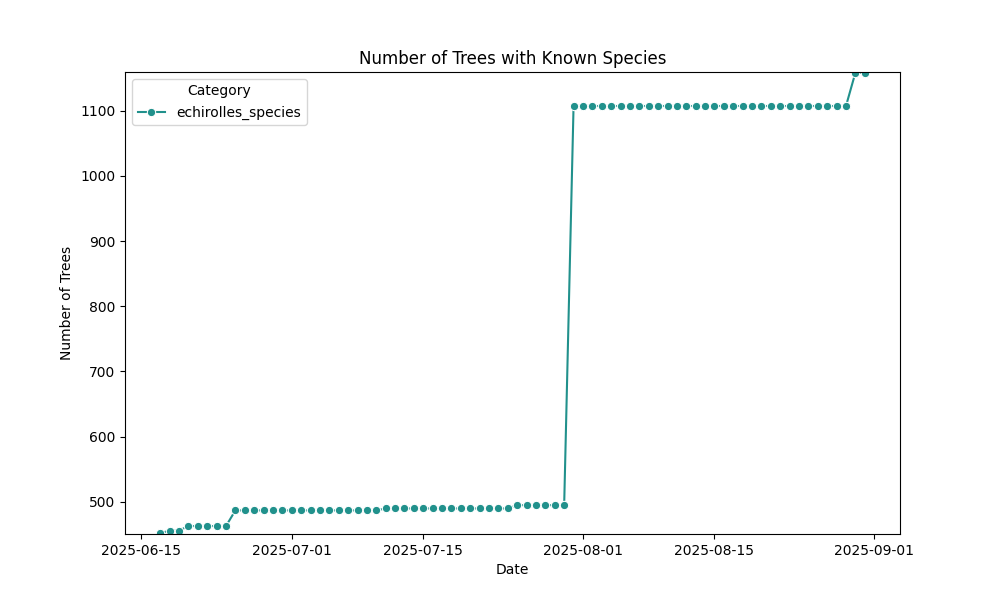 Number of Trees with Known Species
Category
echirolles_species
1100
1000
900
800
700
600
500
Number of Trees
2025-06-15
2025-07-01
2025-07-15
2025-08-01
2025-08-15
2025-09-01
Date